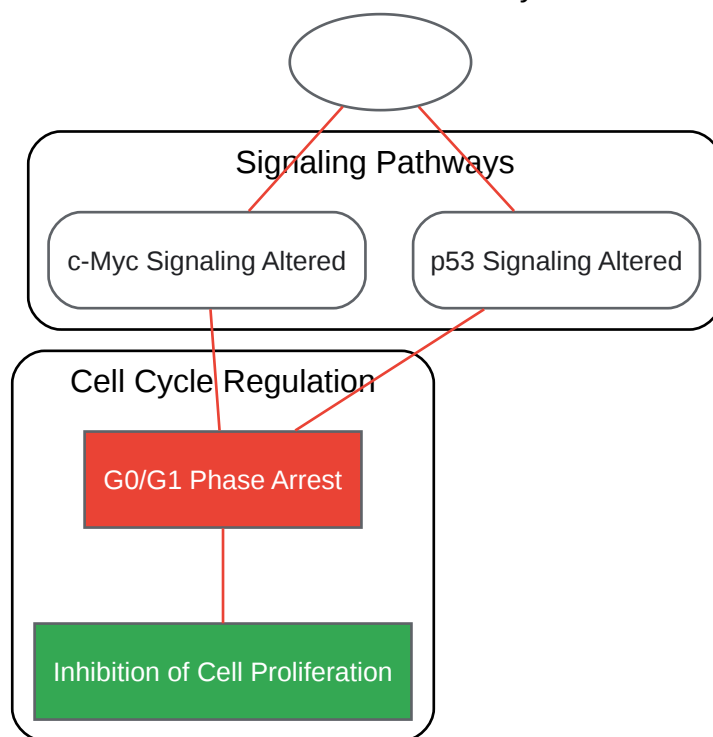 Signaling Pathways
c-Myc Signaling Altered
p53 Signaling Altered
Cell Cycle Regulation
G0/G1 Phase Arrest
Inhibition of Cell Proliferation